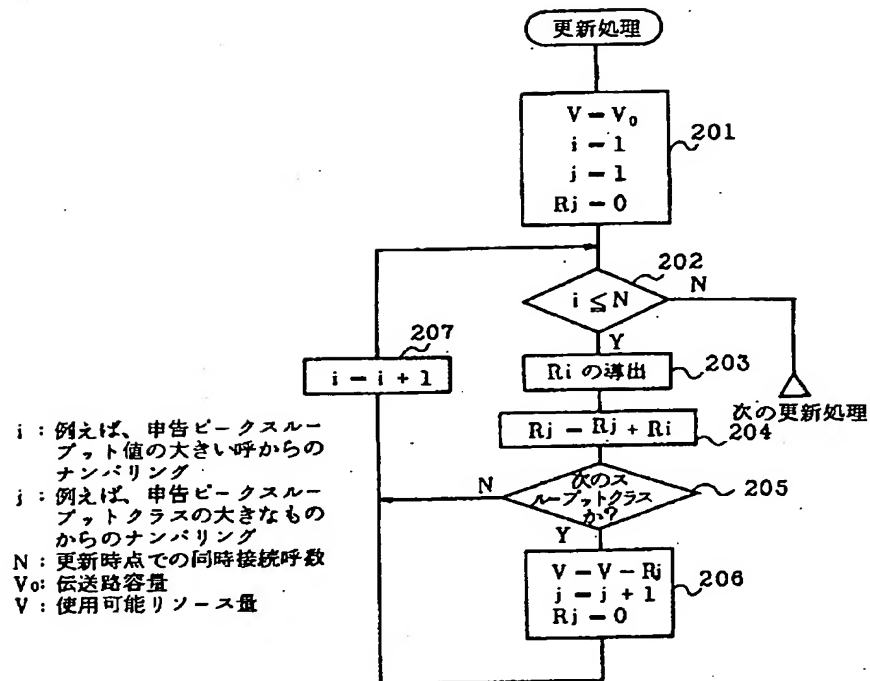 更新処理
V = V₀
i = 1
j = 1
Rj = 0
201
202
i ≦ N
N
Y
207
i = i + 1
Ri の導出
203
次の更新処理
Rj = Rj + Ri
204
次のス
ループットクラス
か?
N
205
Y
V = V − Rj
j = j + 1
Rj = 0
206
i : 例えば、申告ピークスルー
プット値の大きい呼からの
ナンバリング
j : 例えば、申告ピークスルー
プットクラスの大きなもの
からのナンバリング
N : 更新時点での同時接続呼数
V₀: 伝送路容量
V : 使用可能リソース量